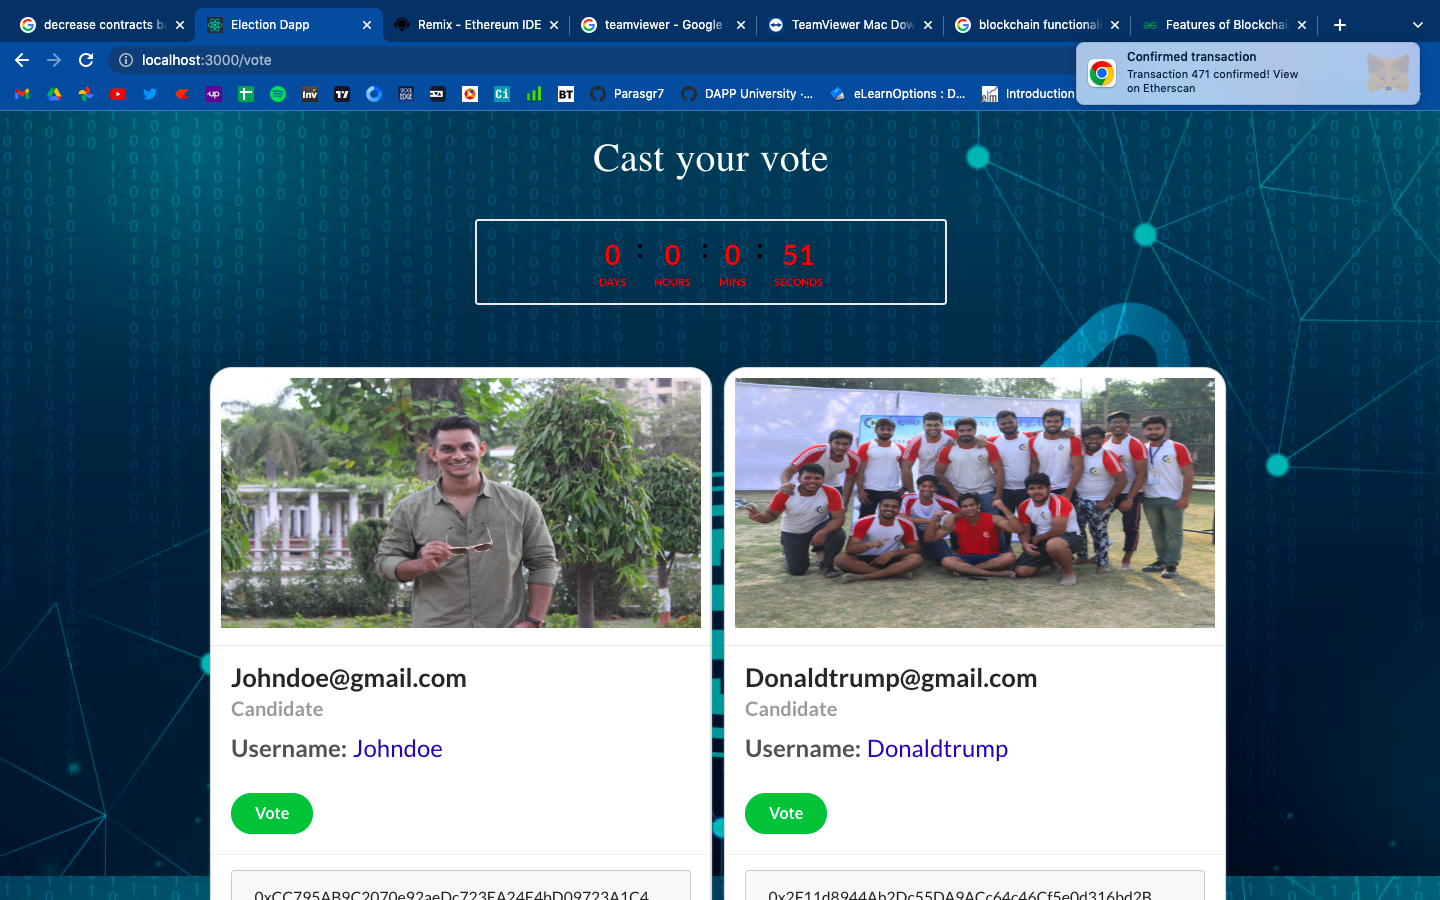 decrease contracts b
Election Dapp
Remix - Ethereum IDE
teamviewer - Google
TeamViewer Mac Dow
blockchain functional
Features of Blockchai
localhost:3000/vote
Confirmed transaction
Transaction 471 confirmed! View
on Etherscan
Parasgr7
DAPP University -...
eLearnOptions : D...
Introduction
Cast your vote
0 : 0 : 0 : 51
DAYS HOURS MINS SECONDS
Johndoe@gmail.com
Candidate
Username: Johndoe
Vote
Donaldtrump@gmail.com
Candidate
Username: Donaldtrump
Vote